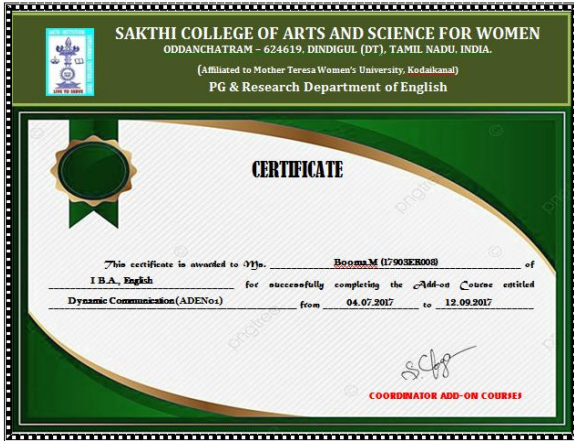 SAKTHI COLLEGE OF ARTS AND SCIENCE FOR WOMEN
ODDANCHATRAM – 624619. DINDIGUL (DT), TAMIL NADU. INDIA.
(Affiliated to Mother Teresa Women's University, Kodaikanal)
PG & Research Department of English
CERTIFICATE
This certificate is awarded to Ms. Booma.M (17903ER008) of
I B.A., English for successfully completing the Add-on Course entitled
Dynamic Communication (ADEN01) from 04.07.2017 to 12.09.2017
COORDINATOR ADD-ON COURSES